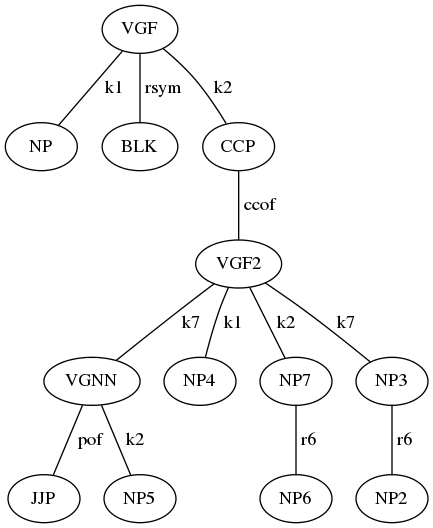 VGF
k1 rsym k2
NP BLK CCP
ccof
VGF2
k7 k1 k2 k7
VGNN NP4 NP7 NP3
pof k2 r6 r6
JJP NP5 NP6 NP2